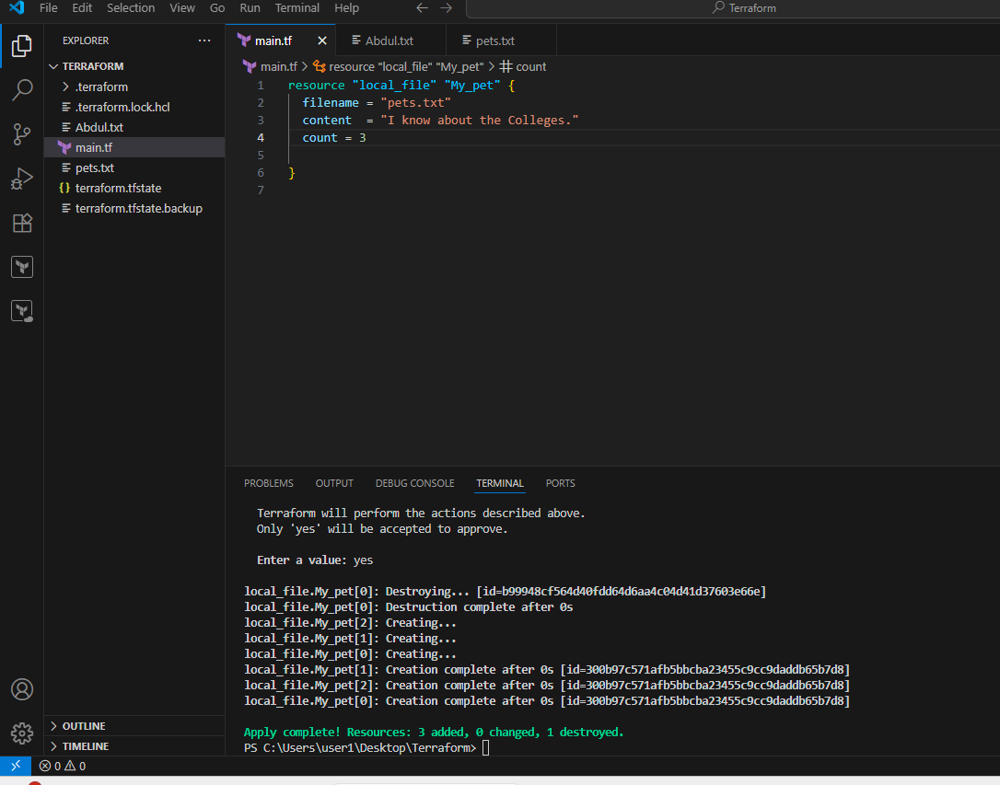 File Edit Selection View Go Run Terminal Help
Terraform
EXPLORER
TERRAFORM
.terraform
.terraform.lock.hcl
Abdul.txt
main.tf
pets.txt
terraform.tfstate
terraform.tfstate.backup
OUTLINE
TIMELINE
main.tf Abdul.txt pets.txt
main.tf > resource "local_file" "My_pet" > # count
1 resource "local_file" "My_pet" {
2 filename = "pets.txt"
3 content = "I know about the Colleges."
4 count = 3
5
6 }
7
PROBLEMS OUTPUT DEBUG CONSOLE TERMINAL PORTS
Terraform will perform the actions described above.
Only 'yes' will be accepted to approve.
Enter a value: yes
local_file.My_pet[0]: Destroying... [id=b99948cf564d40fdd64d6aa4c04d41d37603e66e]
local_file.My_pet[0]: Destruction complete after 0s
local_file.My_pet[2]: Creating...
local_file.My_pet[1]: Creating...
local_file.My_pet[0]: Creating...
local_file.My_pet[1]: Creation complete after 0s [id=300b97c571afb5bbcba23455c9cc9daddb65b7d8]
local_file.My_pet[2]: Creation complete after 0s [id=300b97c571afb5bbcba23455c9cc9daddb65b7d8]
local_file.My_pet[0]: Creation complete after 0s [id=300b97c571afb5bbcba23455c9cc9daddb65b7d8]
Apply complete! Resources: 3 added, 0 changed, 1 destroyed.
PS C:\Users\user1\Desktop\Terraform>
0 0